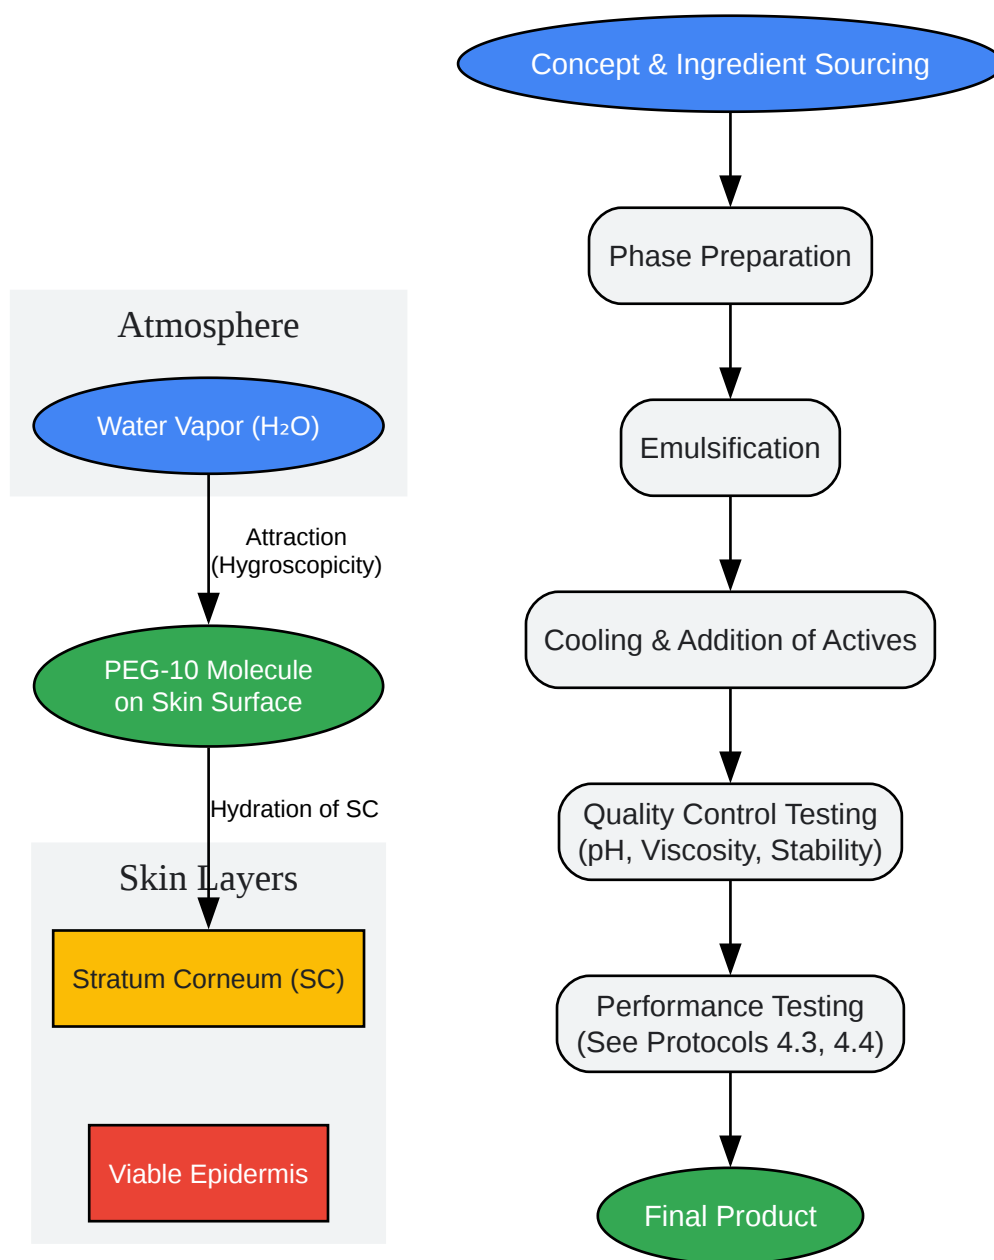 Atmosphere
Water Vapor (H₂O)
Attraction
(Hygroscopicity)
PEG-10 Molecule
on Skin Surface
Hydration of SC
Skin Layers
Stratum Corneum (SC)
Viable Epidermis
Concept & Ingredient Sourcing
Phase Preparation
Emulsification
Cooling & Addition of Actives
Quality Control Testing
(pH, Viscosity, Stability)
Performance Testing
(See Protocols 4.3, 4.4)
Final Product